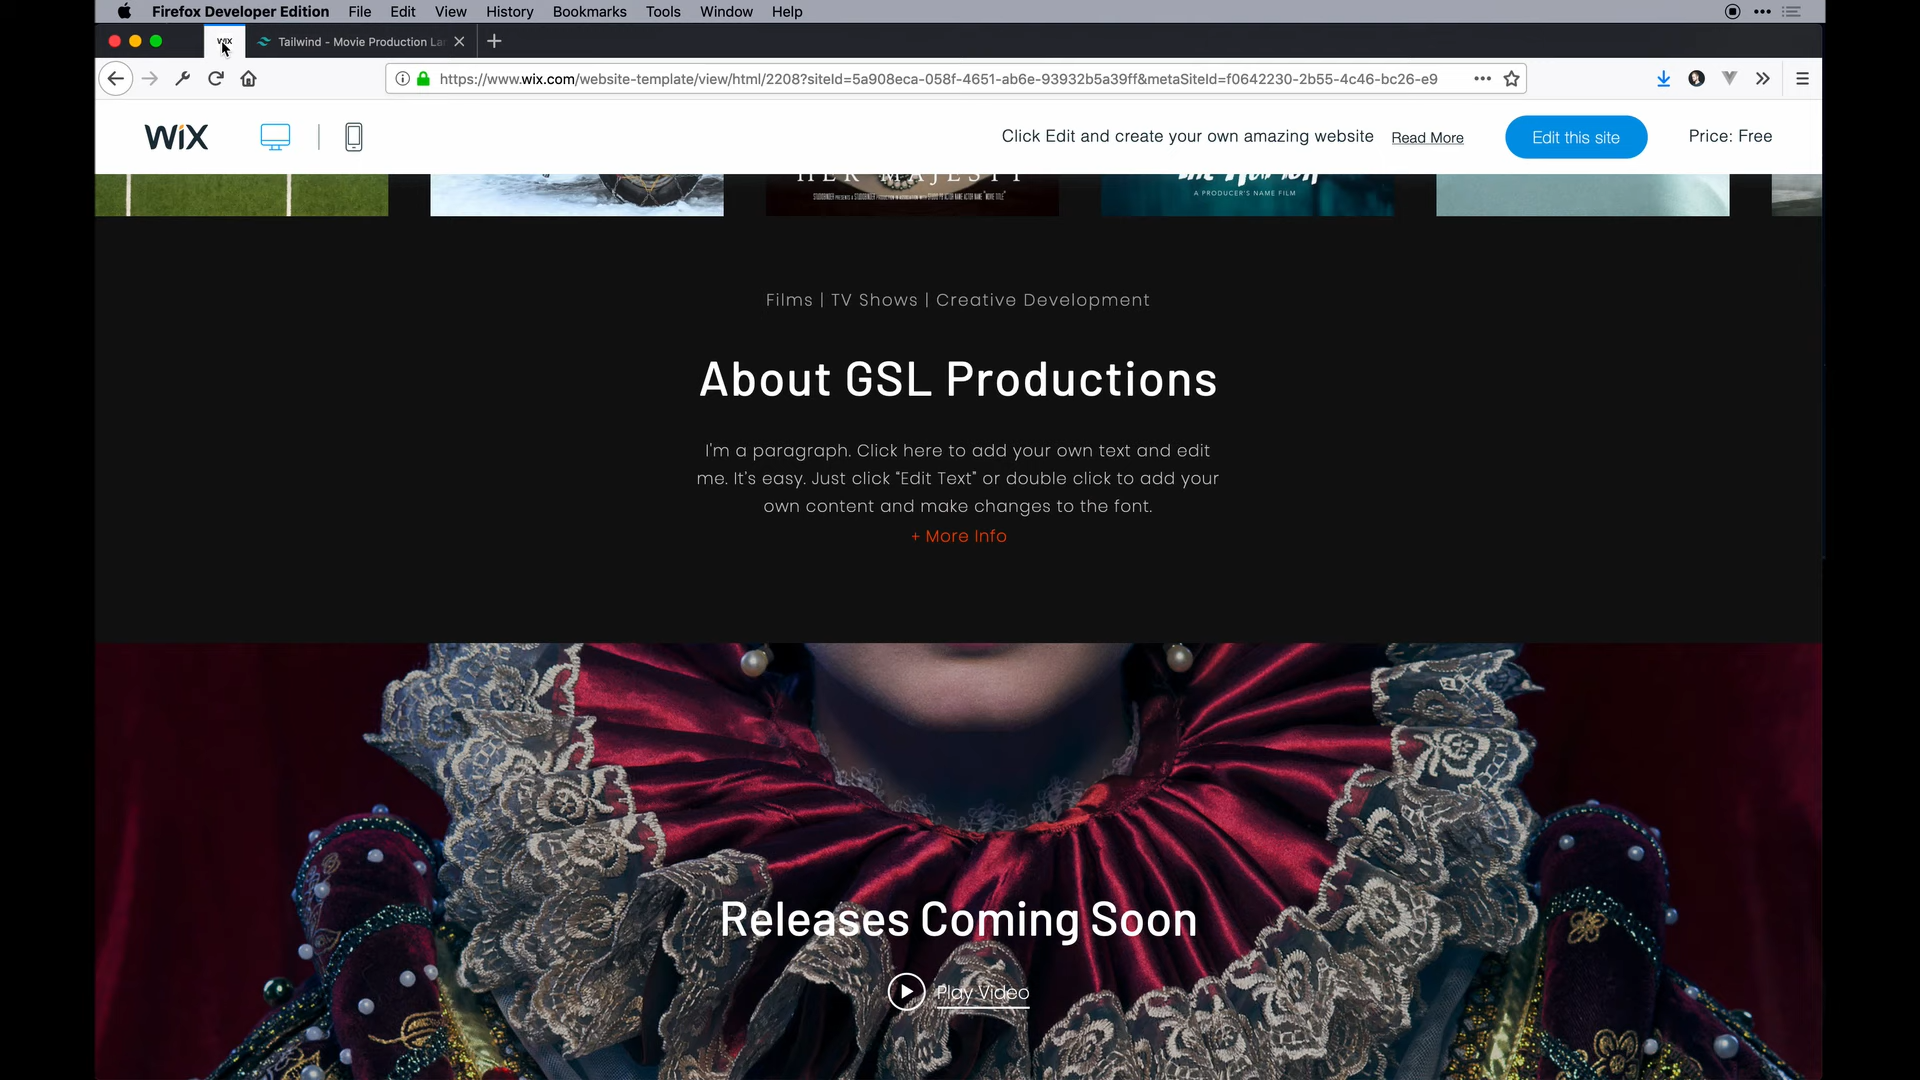 Firefox Developer Edition File Edit View History Bookmarks Tools Window Help
WiX Tailwind - Movie Production La
https://www.wix.com/website-template/view/html/2208?siteId=5a908eca-058f-4651-ab6e-93932b5a39ff&metaSiteId=f0642230-2b55-4c46-bc26-e9
WiX Click Edit and create your own amazing website Read More Edit this site Price: Free
HER MAJESTY
A PRODUCER'S NAME FILM
Films | TV Shows | Creative Development
About GSL Productions
I'm a paragraph. Click here to add your own text and edit
me. It's easy. Just click “Edit Text” or double click to add your
own content and make changes to the font.
+ More Info
Releases Coming Soon
Play Video